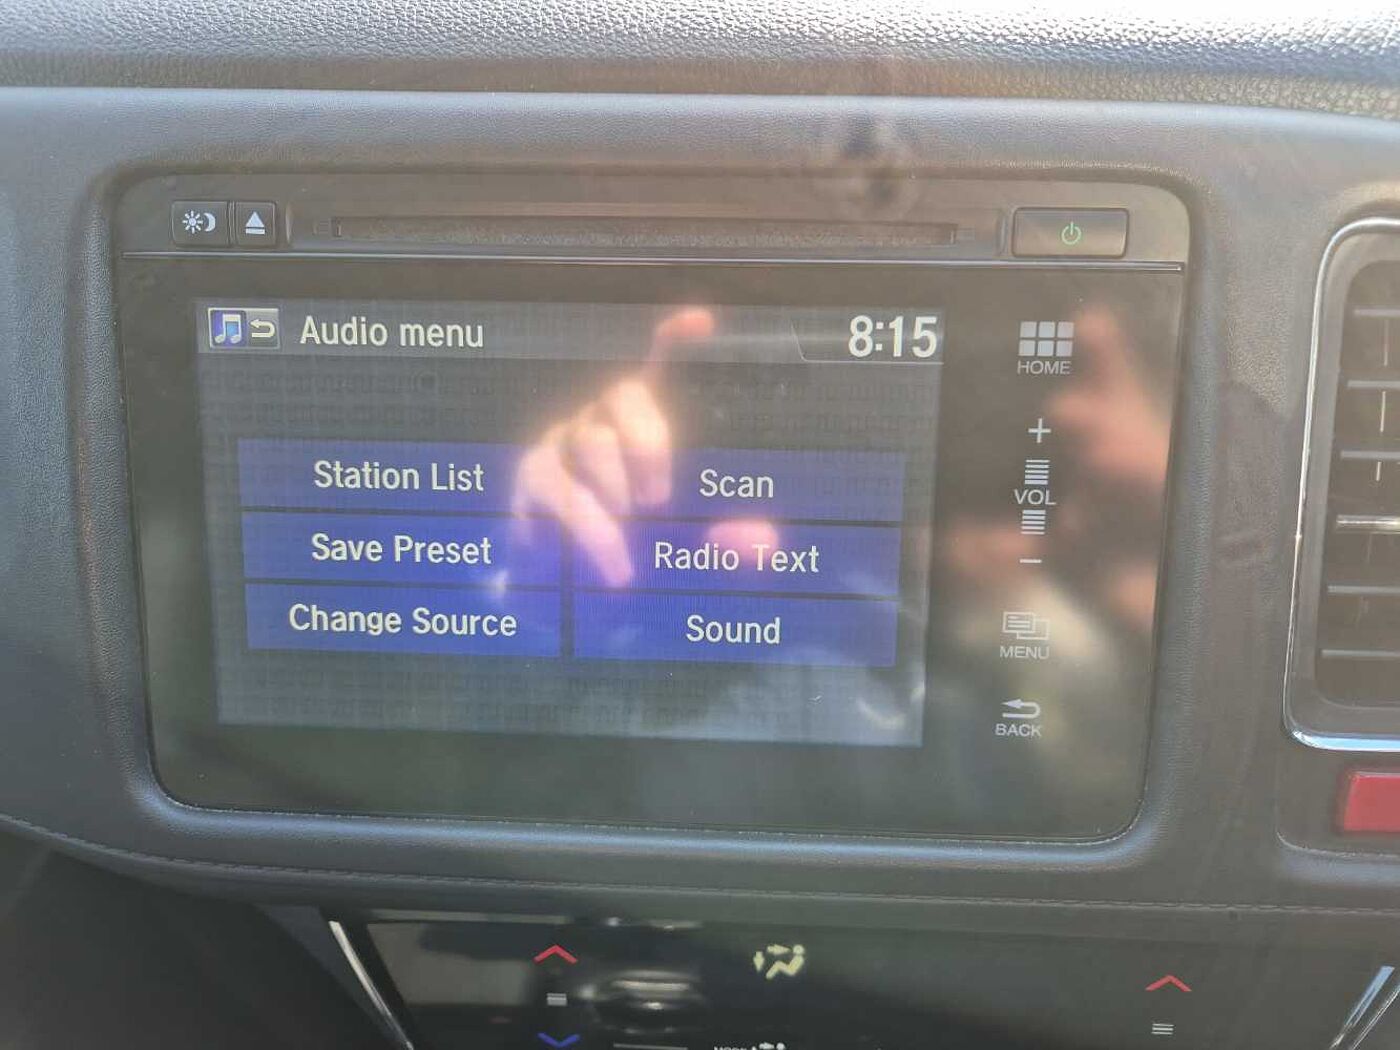 Audio menu
8:15
HOME
Station List
Scan
VOL
Save Preset
Radio Text
Change Source
Sound
MENU
BACK